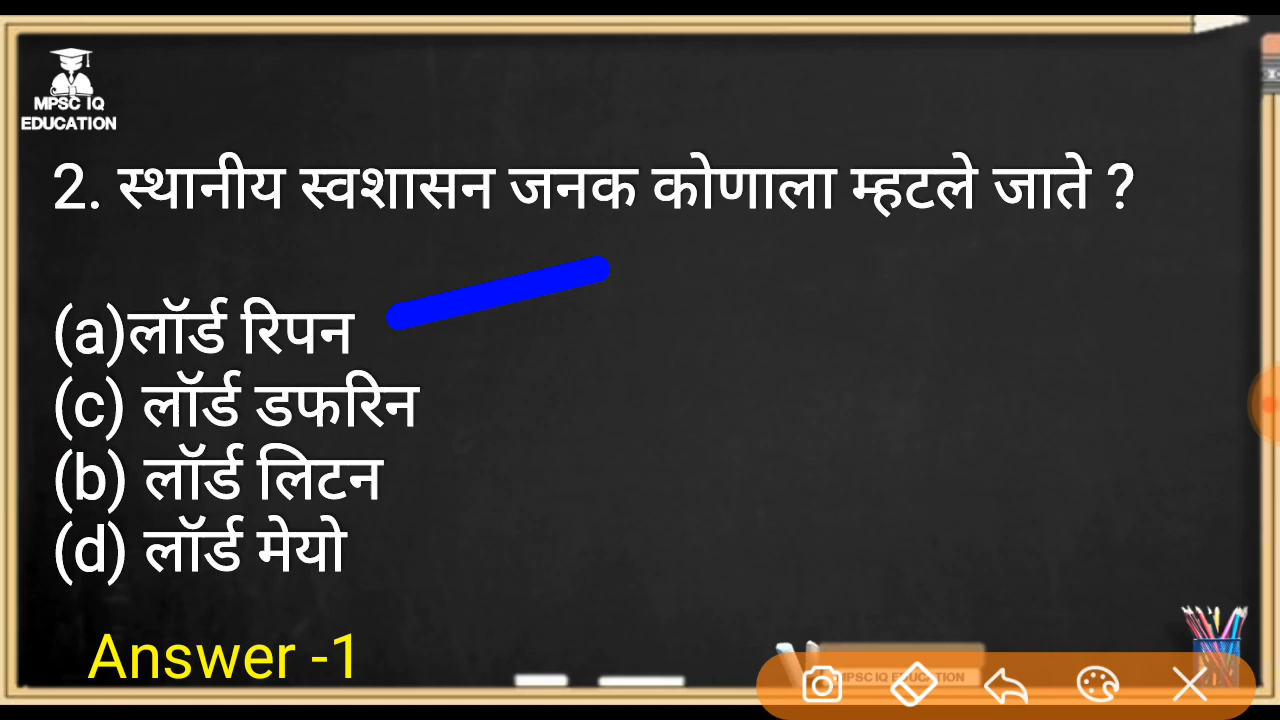 MPSC IQ
EDUCATION
2. स्थानीय स्वशासन जनक कोणाला म्हटले जाते ?
(a)लॉर्ड रिपन
(c) लॉर्ड डफरिन
(b) लॉर्ड लिटन
(d) लॉर्ड मेयो
Answer -1
MPSC IQ EDUCATION